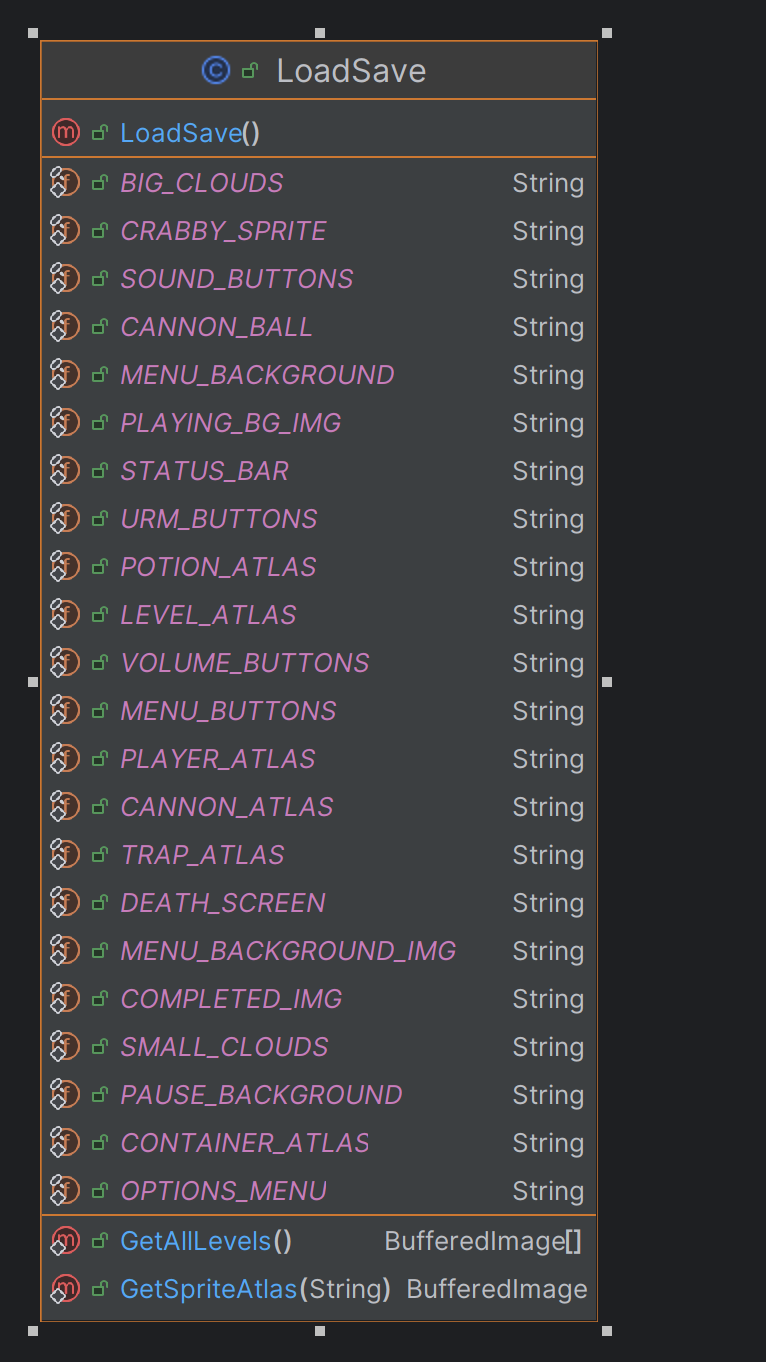 LoadSave
LoadSave()
BIG_CLOUDS String
CRABBY_SPRITE String
SOUND_BUTTONS String
CANNON_BALL String
MENU_BACKGROUND String
PLAYING_BG_IMG String
STATUS_BAR String
URM_BUTTONS String
POTION_ATLAS String
LEVEL_ATLAS String
VOLUME_BUTTONS String
MENU_BUTTONS String
PLAYER_ATLAS String
CANNON_ATLAS String
TRAP_ATLAS String
DEATH_SCREEN String
MENU_BACKGROUND_IMG String
COMPLETED_IMG String
SMALL_CLOUDS String
PAUSE_BACKGROUND String
CONTAINER_ATLAS String
OPTIONS_MENU String
GetAllLevels() BufferedImage[]
GetSpriteAtlas(String) BufferedImage